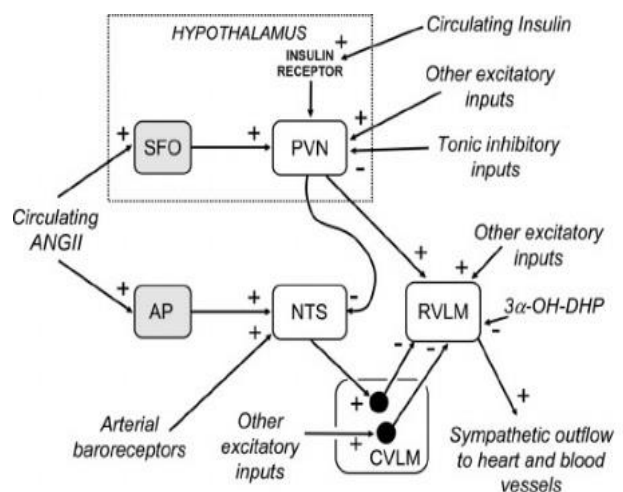 HYPOTHALAMUS
+
Circulating Insulin
INSULIN
RECEPTOR
Other excitatory
inputs
+
+
+
SFO
PVN
Tonic inhibitory
inputs
-
Circulating
ANGII
+
Other excitatory
inputs
+
+
+
-
AP
NTS
RVLM
3α-OH-DHP
+
-
-
-
+
+
Arterial
baroreceptors
Other
excitatory
inputs
+
CVLM
Sympathetic outflow
to heart and blood
vessels